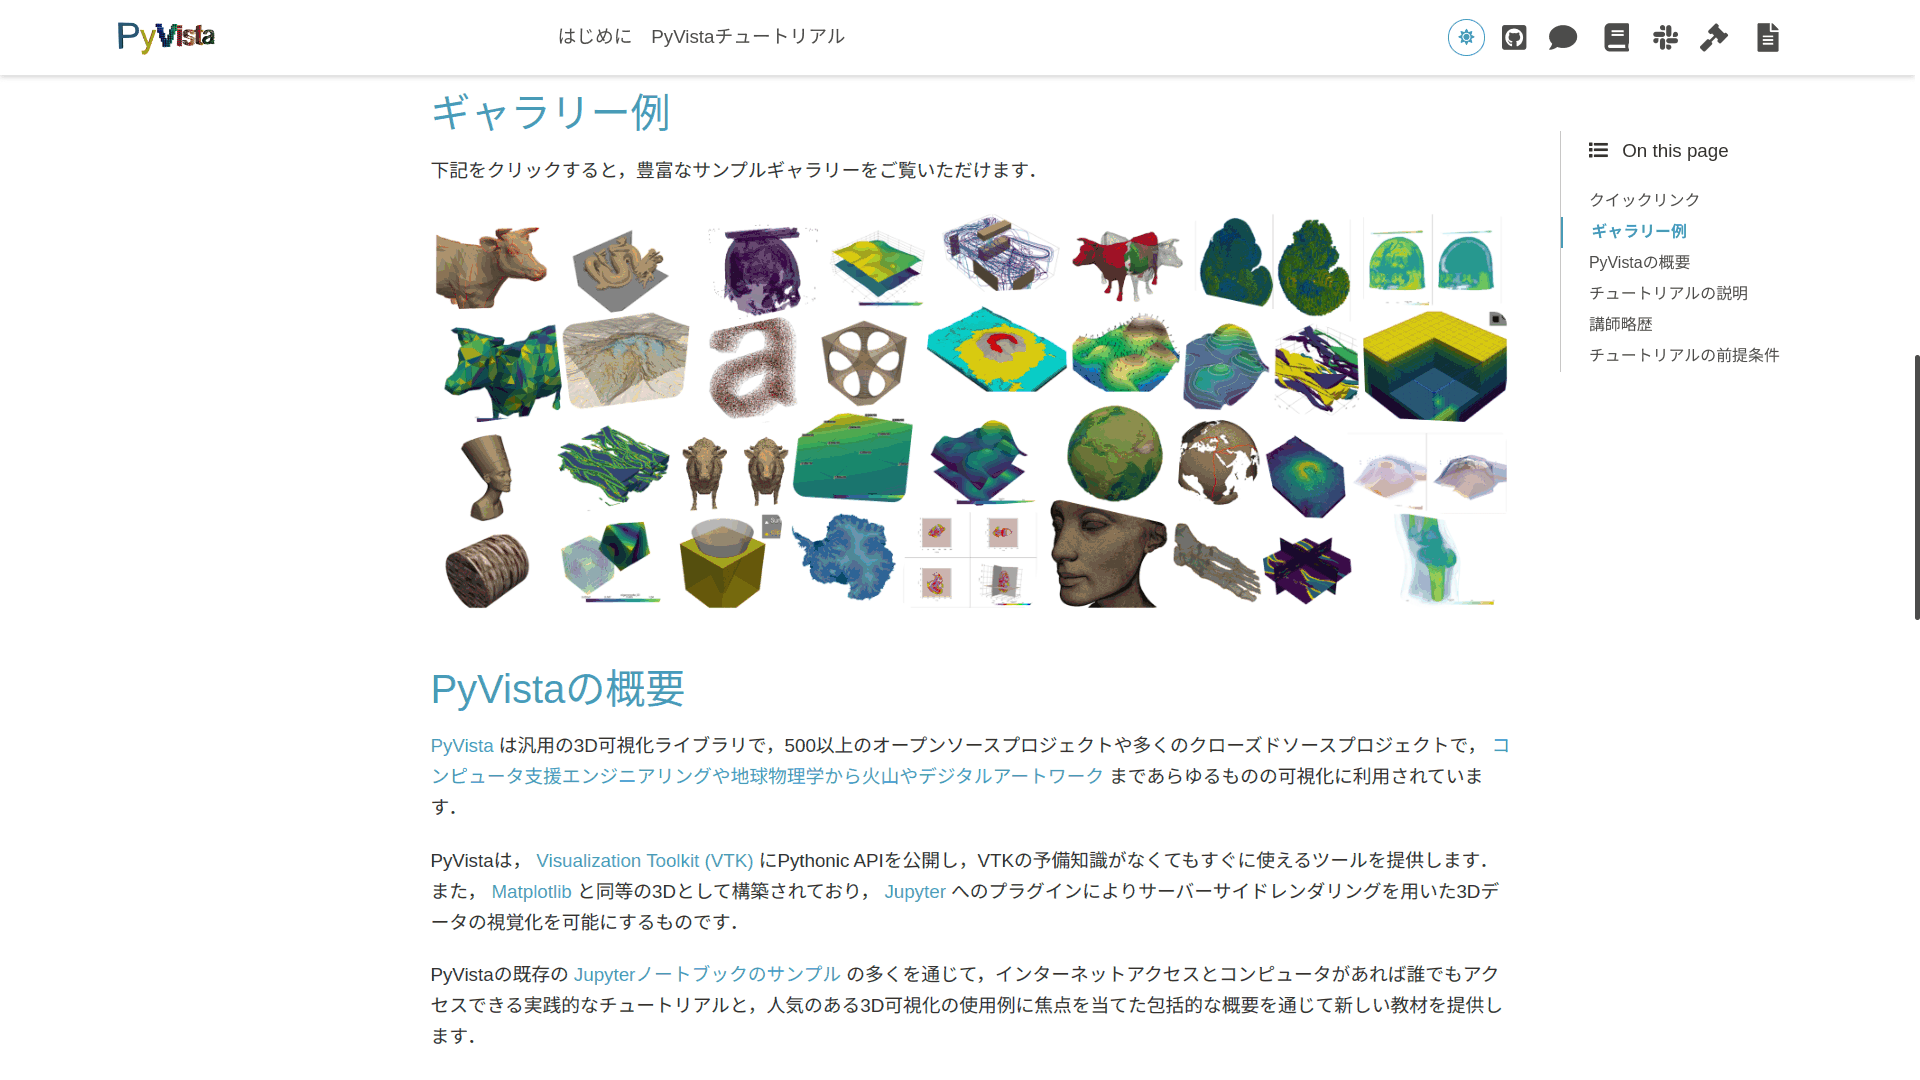 PyVista
はじめに PyVistaチュートリアル
ギャラリー例
下記をクリックすると，豊富なサンプルギャラリーをご覧いただけます．
On this page
クイックリンク
ギャラリー例
PyVistaの概要
チュートリアルの説明
講師略歴
チュートリアルの前提条件
a
PyVistaの概要
PyVista は汎用の3D可視化ライブラリで，500以上のオープンソースプロジェクトや多くのクローズドソースプロジェクトで， コ
ンピュータ支援エンジニアリングや地球物理学から火山やデジタルアートワーク まであらゆるものの可視化に利用されていま
す．
PyVistaは， Visualization Toolkit (VTK) にPythonic APIを公開し，VTKの予備知識がなくてもすぐに使えるツールを提供します．
また， Matplotlib と同等の3Dとして構築されており， Jupyter へのプラグインによりサーバーサイドレンダリングを用いた3Dデ
ータの視覚化を可能にするものです．
PyVistaの既存の Jupyterノートブックのサンプル の多くを通じて，インターネットアクセスとコンピュータがあれば誰でもアク
セスできる実践的なチュートリアルと，人気のある3D可視化の使用例に焦点を当てた包括的な概要を通じて新しい教材を提供し
ます．